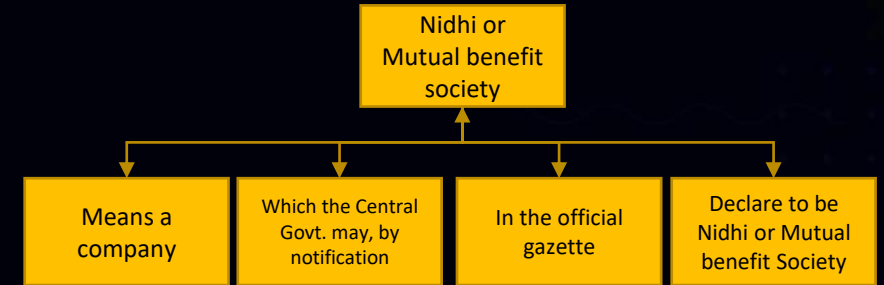 Nidhi or
Mutual benefit
society
Means a
company
Which the Central
Govt. may, by
notification
In the official
gazette
Declare to be
Nidhi or Mutual
benefit Society